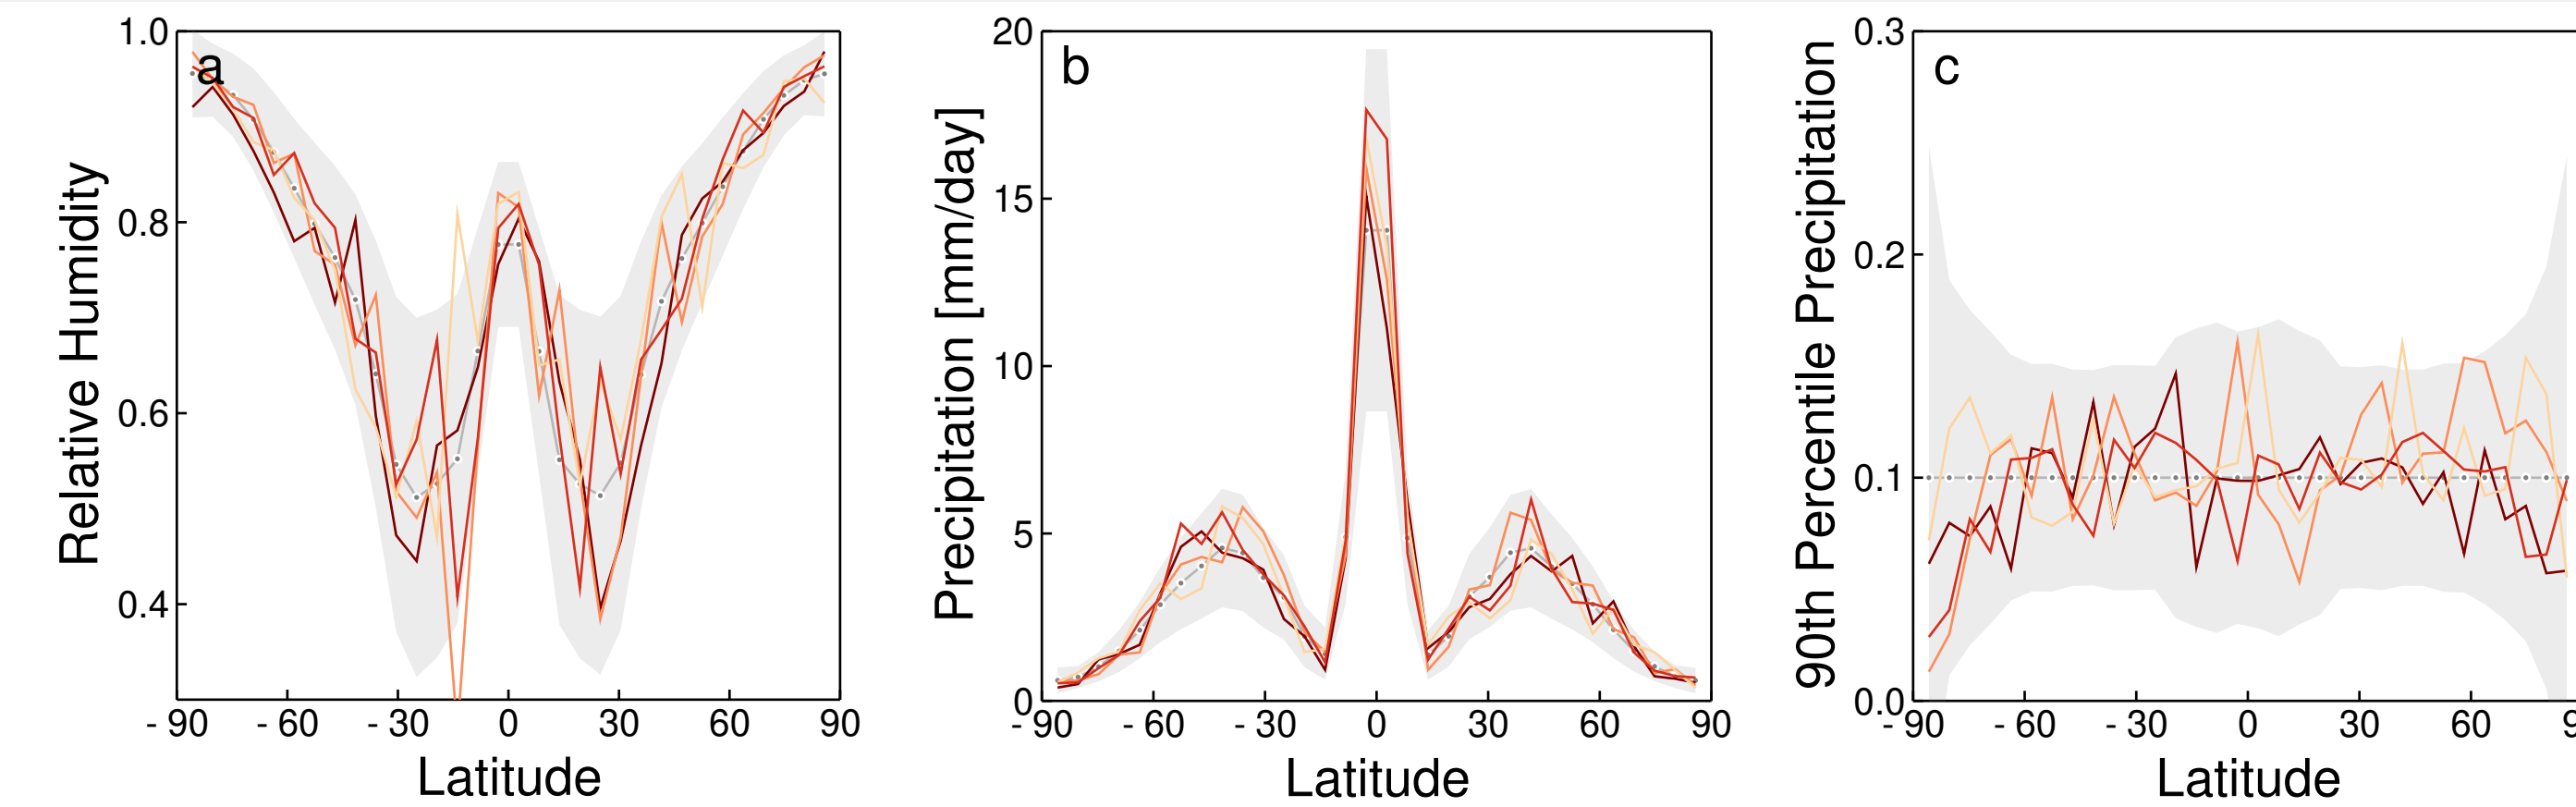 a
1.0
0.8
0.6
0.4
Relative Humidity
- 90 - 60 - 30 0 30 60 90
Latitude
b
20
15
10
5
0
Precipitation [mm/day]
- 90 - 60 - 30 0 30 60 90
Latitude
c
0.3
0.2
0.1
0.0
90th Percentile Precipitation
- 90 - 60 - 30 0 30 60 9
Latitude